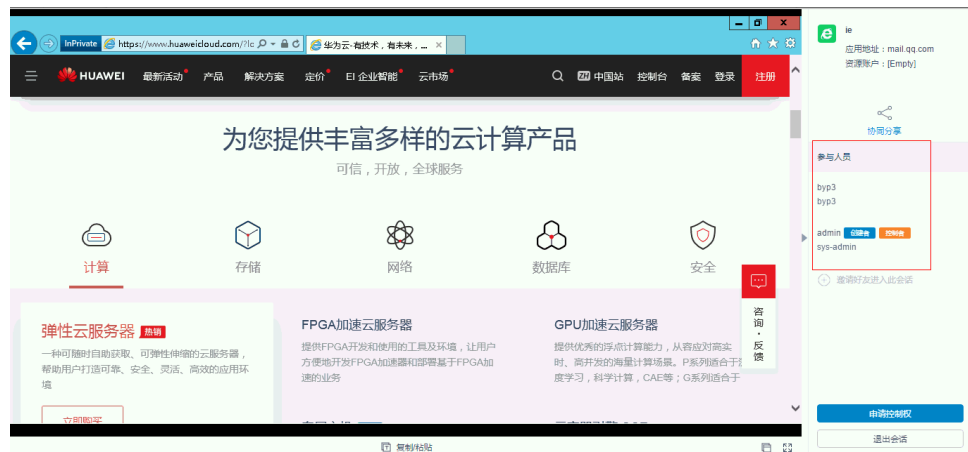 InPrivate https://www.huaweicloud.com/?lc 华为云-有技术，有未来，... ×
HUAWEI 最新活动 产品 解决方案 定价 EI 企业智能 云市场 ZH 中国站 控制台 备案 登录 注册
为您提供丰富多样的云计算产品
可信，开放，全球服务
计算 存储 网络 数据库 安全
弹性云服务器 热销
一种可随时自助获取、可弹性伸缩的云服务器，
帮助用户打造可靠、安全、灵活、高效的应用环
境
立即购买
FPGA加速云服务器
提供FPGA开发和使用的工具及环境，让用户
方便地开发FPGA加速器和部署基于FPGA加
速的业务
GPU加速云服务器
提供优秀的浮点计算能力，从容应对高实
时、高并发的海量计算场景。P系列适合于
度学习，科学计算，CAE等；G系列适合于
咨询·反馈
复制/粘贴
ie
应用地址：mail.qq.com
资源账户：[Empty]
协同分享
参与人员
byp3
byp3
admin 创建者 控制者
sys-admin
邀请好友进入此会话
申请控制权
退出会话